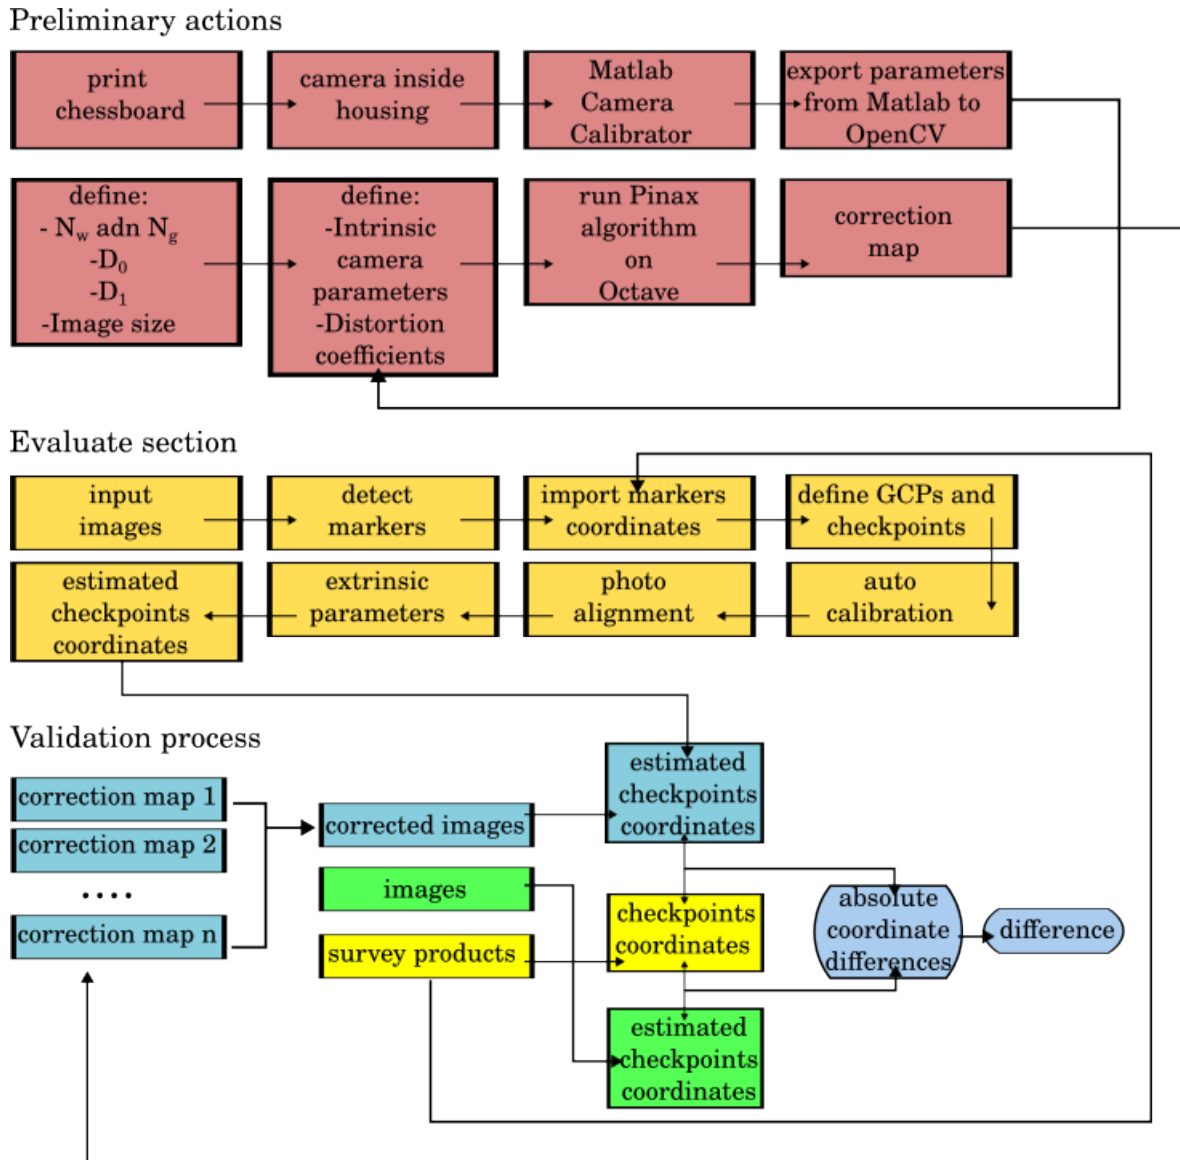 Preliminary actions
print
chessboard
camera inside
housing
Matlab
Camera
Calibrator
export parameters
from Matlab to
OpenCV
define:
- N_w adn N_g
-D_0
-D_1
-Image size
define:
-Intrinsic
camera
parameters
-Distortion
coefficients
run Pinax
algorithm
on
Octave
correction
map
Evaluate section
input
images
detect
markers
import markers
coordinates
define GCPs and
checkpoints
estimated
checkpoints
coordinates
extrinsic
parameters
photo
alignment
auto
calibration
Validation process
correction map 1
correction map 2
....
correction map n
corrected images
images
survey products
estimated
checkpoints
coordinates
checkpoints
coordinates
estimated
checkpoints
coordinates
absolute
coordinate
differences
difference